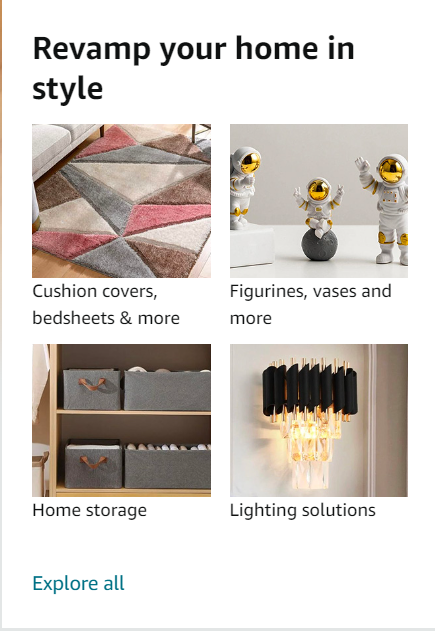 Revamp your home in
style
Cushion covers,
bedsheets & more
Figurines, vases and
more
Home storage
Lighting solutions
Explore all